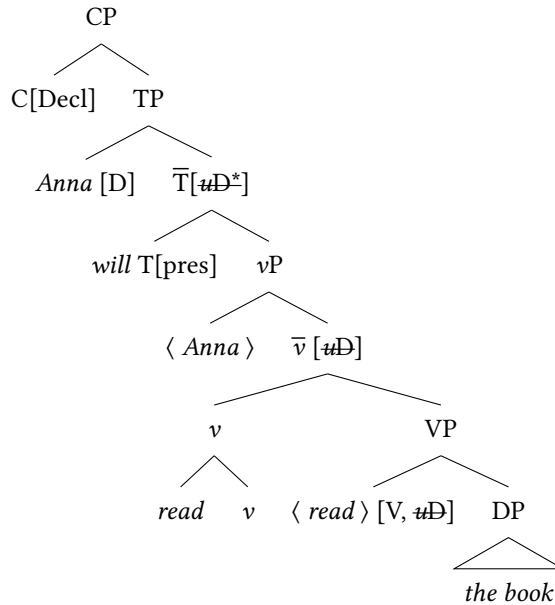 CP
C[Decl] TP
Anna [D] T̅[uD*]
will T[pres] vP
⟨ Anna ⟩ v̅ [uD]
v VP
read v ⟨ read ⟩ [V, uD] DP
the book